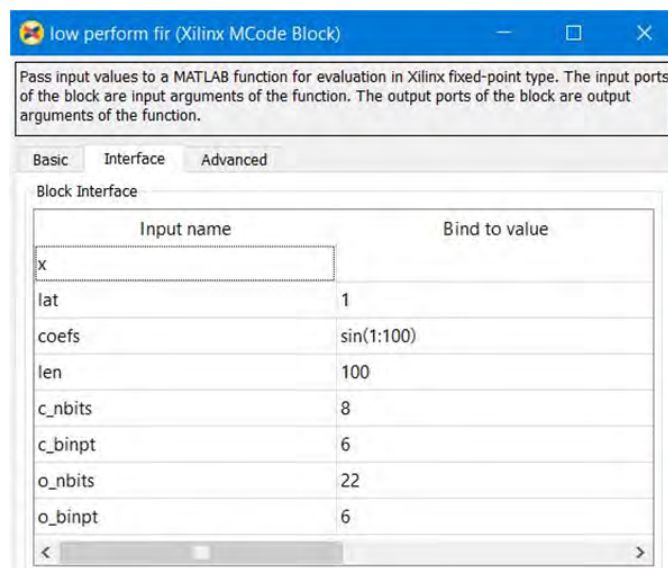 low perform fir (Xilinx MCode Block)
Pass input values to a MATLAB function for evaluation in Xilinx fixed-point type. The input ports
of the block are input arguments of the function. The output ports of the block are output
arguments of the function.
Basic Interface Advanced
Block Interface
Input name Bind to value
x
lat 1
coefs sin(1:100)
len 100
c_nbits 8
c_binpt 6
o_nbits 22
o_binpt 6